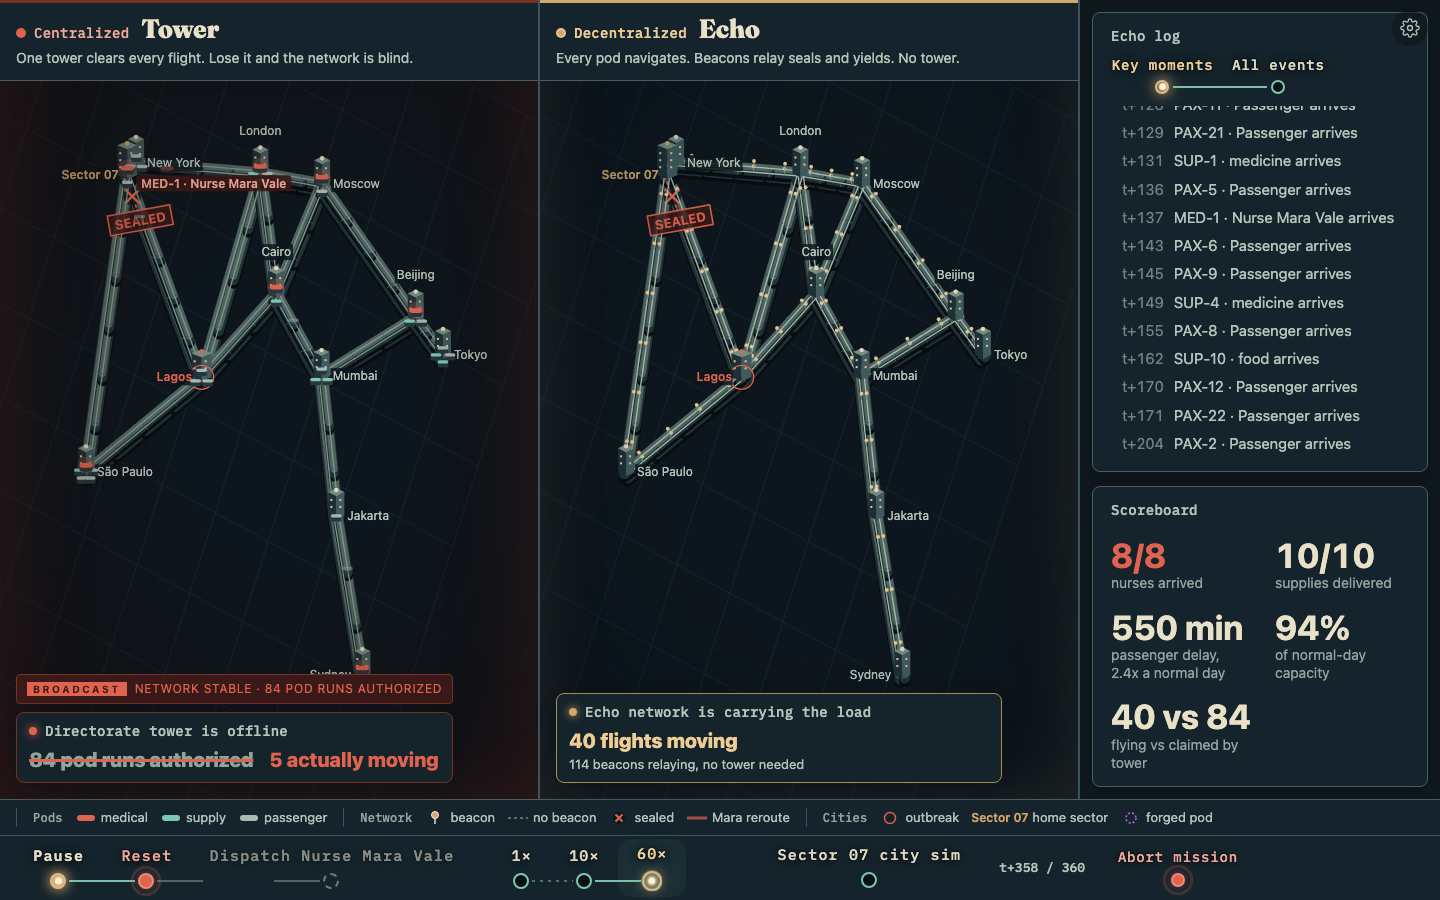 Centralized Tower
One tower clears every flight. Lose it and the network is blind.
London
New York
Sector 07
MED-1 · Nurse Mara Vale
Moscow
SEALED
Cairo
Beijing
Tokyo
Lagos
Mumbai
São Paulo
Jakarta
Sydney
BROADCAST NETWORK STABLE · 84 POD RUNS AUTHORIZED
Directorate tower is offline
84 pod runs authorized 5 actually moving
Decentralized Echo
Every pod navigates. Beacons relay seals and yields. No tower.
London
New York
Sector 07
Moscow
SEALED
Cairo
Beijing
Tokyo
Lagos
Mumbai
São Paulo
Jakarta
Sydney
Echo network is carrying the load
40 flights moving
114 beacons relaying, no tower needed
Echo log
Key moments All events
t+128 PAX-11 · Passenger arrives
t+129 PAX-21 · Passenger arrives
t+131 SUP-1 · medicine arrives
t+136 PAX-5 · Passenger arrives
t+137 MED-1 · Nurse Mara Vale arrives
t+143 PAX-6 · Passenger arrives
t+145 PAX-9 · Passenger arrives
t+149 SUP-4 · medicine arrives
t+155 PAX-8 · Passenger arrives
t+162 SUP-10 · food arrives
t+170 PAX-12 · Passenger arrives
t+171 PAX-22 · Passenger arrives
t+204 PAX-2 · Passenger arrives
Scoreboard
8/8
nurses arrived
10/10
supplies delivered
550 min
passenger delay,
2.4x a normal day
94%
of normal-day
capacity
40 vs 84
flying vs claimed by
tower
Pods medical supply passenger Network beacon no beacon sealed Mara reroute Cities outbreak Sector 07 home sector forged pod
Pause Reset Dispatch Nurse Mara Vale 1× 10× 60× Sector 07 city sim t+358 / 360 Abort mission